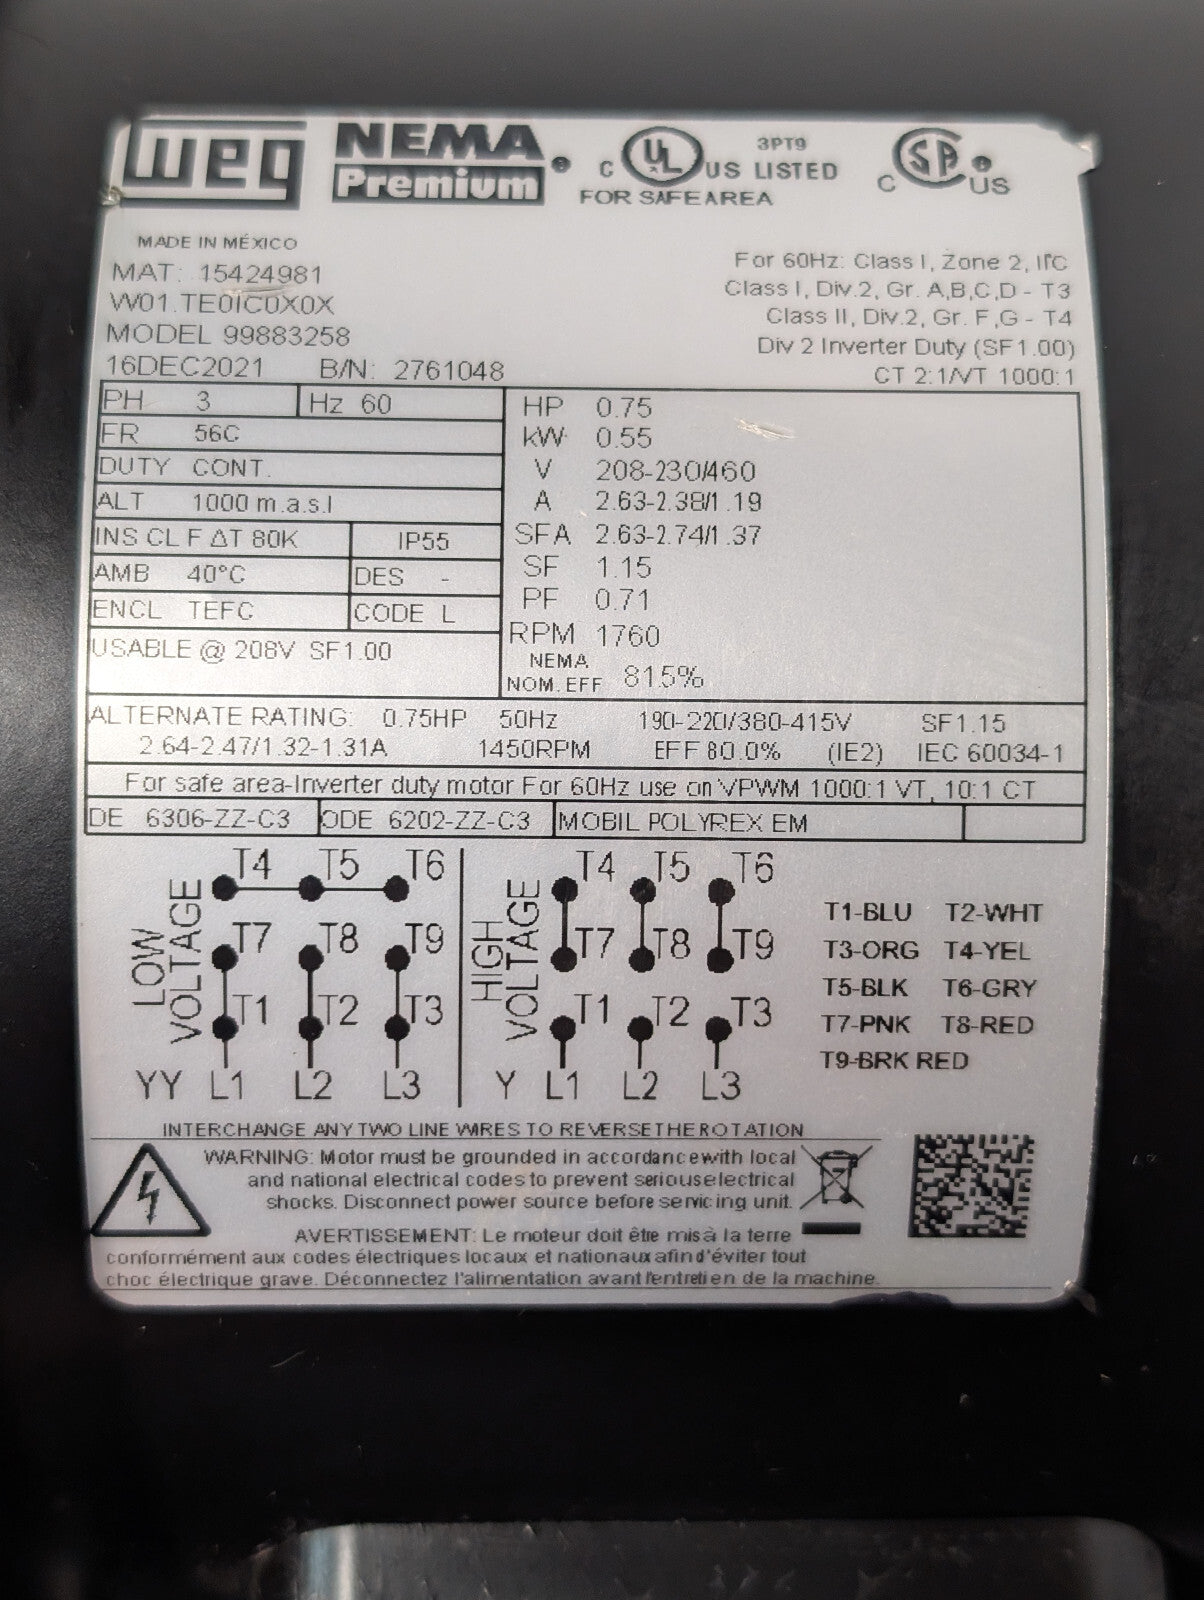 WEG NEMA Premium® C UL US LISTED 3PT9 C SA® US
FOR SAFE AREA
MADE IN MÉXICO
MAT: 15424981
W01.TE0IC0X0X
MODEL 99883258
16DEC2021 B/N: 2761048
For 60Hz: Class I, Zone 2, IIC
Class I, Div.2, Gr. A,B,C,D - T3
Class II, Div.2, Gr. F,G - T4
Div 2 Inverter Duty (SF1.00)
CT 2:1/VT 1000:1
PH 3 Hz 60
FR 56C
DUTY CONT.
ALT 1000 m.a.s.l
INS CL F ΔT 80K IP55
AMB 40°C DES -
ENCL TEFC CODE L
USABLE @ 208V SF1.00
HP 0.75
kW 0.55
V 208-230/460
A 2.63-2.38/1.19
SFA 2.63-2.74/1.37
SF 1.15
PF 0.71
RPM 1760
NEMA
NOM. EFF 81.5%
ALTERNATE RATING: 0.75HP 50Hz 190-220/380-415V SF1.15
2.64-2.47/1.32-1.31A 1450RPM EFF 80.0% (IE2) IEC 60034-1
For safe area-Inverter duty motor For 60Hz use on VPWM 1000:1 VT, 10:1 CT
DE 6306-ZZ-C3 ODE 6202-ZZ-C3 MOBIL POLYREX EM
LOW VOLTAGE
T4 T5 T6
T7 T8 T9
T1 T2 T3
YY L1 L2 L3
HIGH VOLTAGE
T4 T5 T6
T7 T8 T9
T1 T2 T3
Y L1 L2 L3
T1-BLU T2-WHT
T3-ORG T4-YEL
T5-BLK T6-GRY
T7-PNK T8-RED
T9-BRK RED
INTERCHANGE ANY TWO LINE WIRES TO REVERSE THE ROTATION
WARNING: Motor must be grounded in accordance with local
and national electrical codes to prevent serious electrical
shocks. Disconnect power source before servicing unit.
AVERTISSEMENT: Le moteur doit être mis à la terre
conformément aux codes électriques locaux et nationaux afin d'éviter tout
choc électrique grave. Déconnectez l'alimentation avant l'entretien de la machine.